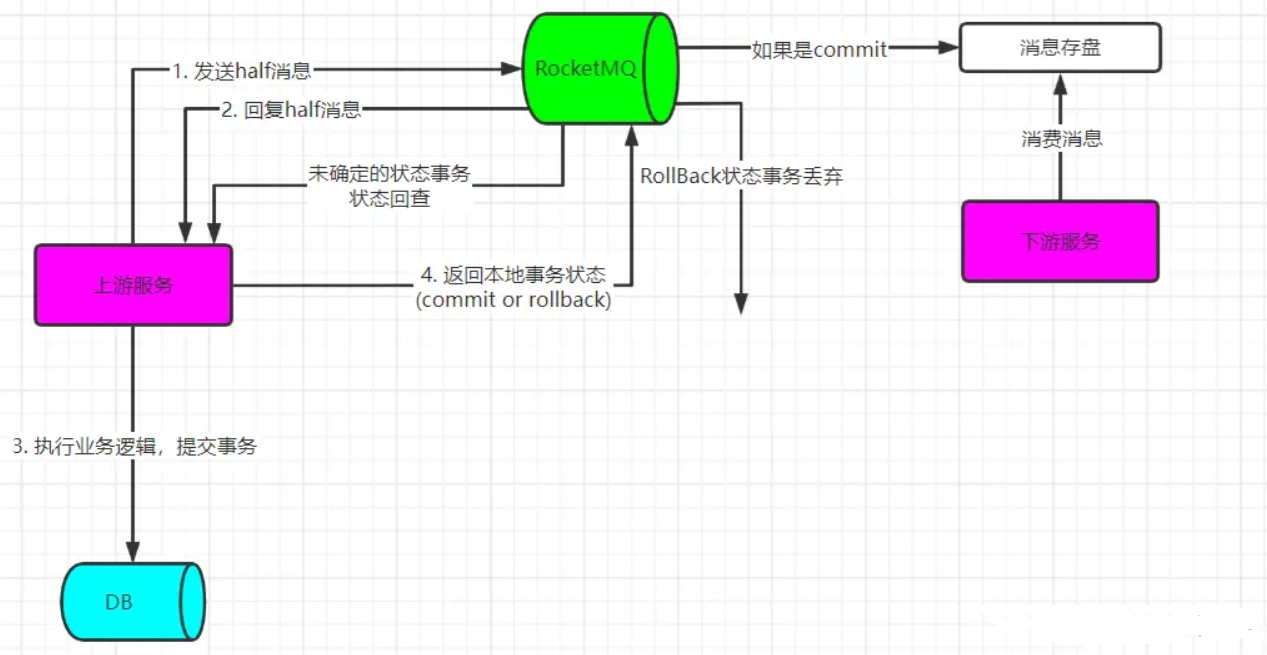 RocketMQ
如果是commit
消息存盘
1. 发送half消息
2. 回复half消息
消费消息
未确定的状态事务
状态回查
RollBack状态事务丢弃
下游服务
上游服务
4. 返回本地事务状态
(commit or rollback)
3. 执行业务逻辑，提交事务
DB